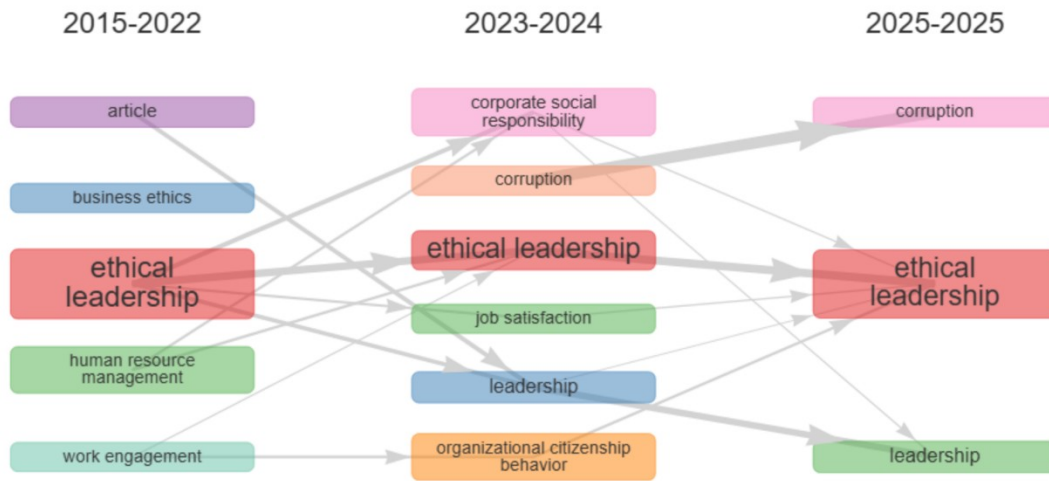 2015-2022
2023-2024
2025-2025
article
business ethics
ethical
leadership
human resource
management
work engagement
corporate social
responsibility
corruption
ethical leadership
job satisfaction
leadership
organizational citizenship
behavior
corruption
ethical
leadership
leadership